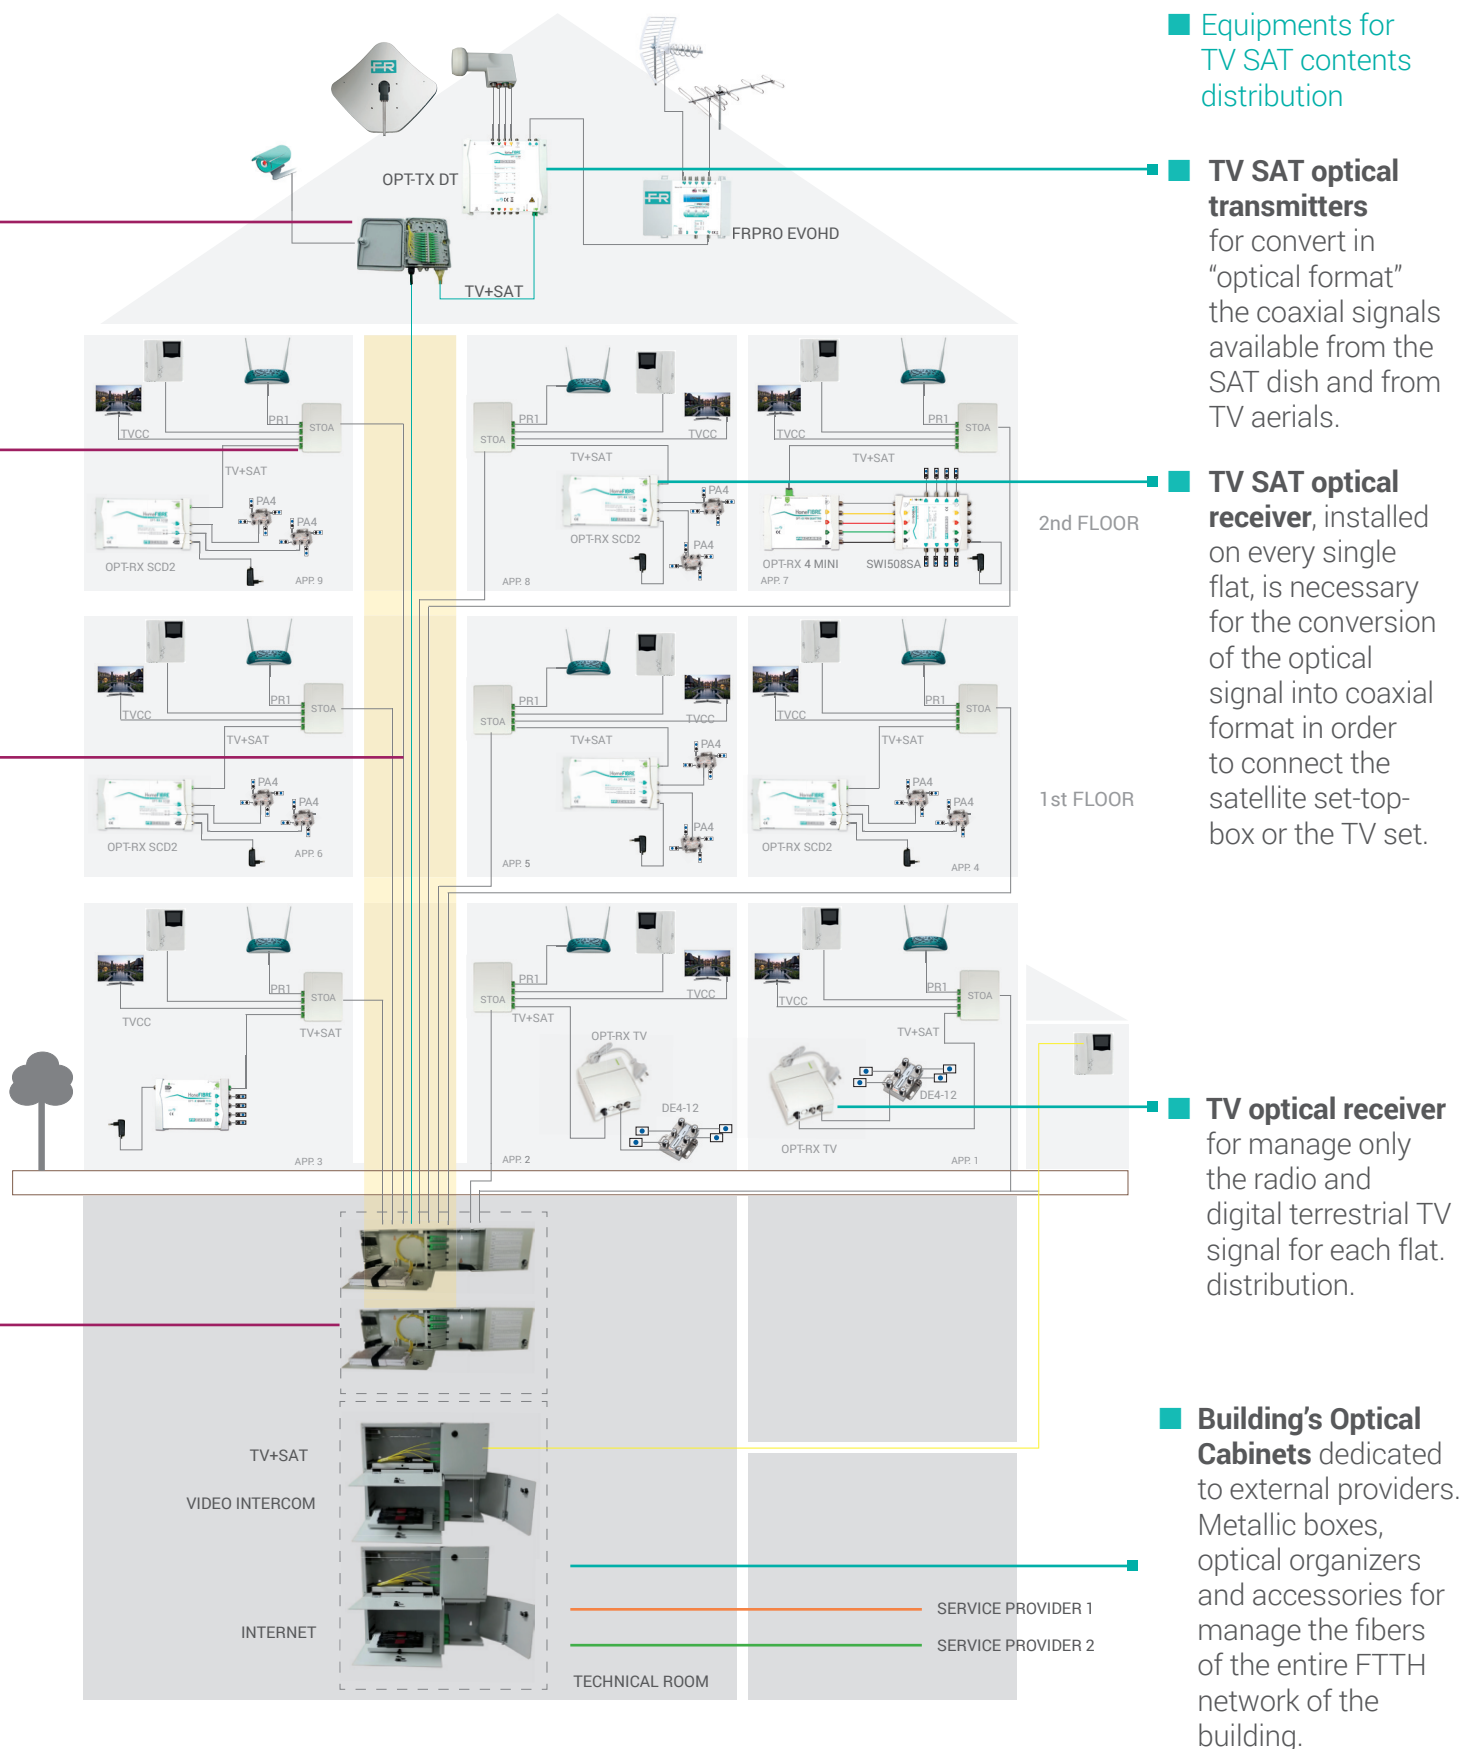 Equipments for
TV SAT contents
distribution
TV SAT optical
transmitters
for convert in
“optical format”
the coaxial signals
available from the
SAT dish and from
TV aerials.
TV SAT optical
receiver, installed
on every single
flat, is necessary
for the conversion
of the optical
signal into coaxial
format in order
to connect the
satellite set-top-
box or the TV set.
TV optical receiver
for manage only
the radio and
digital terrestrial TV
signal for each flat.
distribution.
Building’s Optical
Cabinets dedicated
to external providers.
Metallic boxes,
optical organizers
and accessories for
manage the fibers
of the entire FTTH
network of the
building.
FR
OPT-TX DT
FR
FRPRO EVOHD
TV+SAT
PR1
STOA
TVCC
TV+SAT
HomeFIBRE
PA4
PA4
OPT-RX SCD2
APP. 9
PR1
STOA
TVCC
TV+SAT
HomeFIBRE
PA4
PA4
OPT-RX SCD2
APP. 8
PR1
STOA
TVCC
TV+SAT
HomeFIBRE
OPT-RX 4 MINI
SWI508SA
APP. 7
2nd FLOOR
PR1
STOA
TVCC
TV+SAT
HomeFIBRE
PA4
PA4
OPT-RX SCD2
APP. 6
PR1
STOA
TVCC
TV+SAT
HomeFIBRE
PA4
PA4
APP. 5
PR1
STOA
TVCC
TV+SAT
HomeFIBRE
PA4
PA4
OPT-RX SCD2
APP. 4
1st FLOOR
PR1
STOA
TVCC
TV+SAT
HomeFIBRE
APP. 3
PR1
STOA
TVCC
TV+SAT
OPT-RX TV
DE4-12
APP. 2
PR1
STOA
TVCC
TV+SAT
DE4-12
OPT-RX TV
APP. 1
TV+SAT
VIDEO INTERCOM
INTERNET
SERVICE PROVIDER 1
SERVICE PROVIDER 2
TECHNICAL ROOM